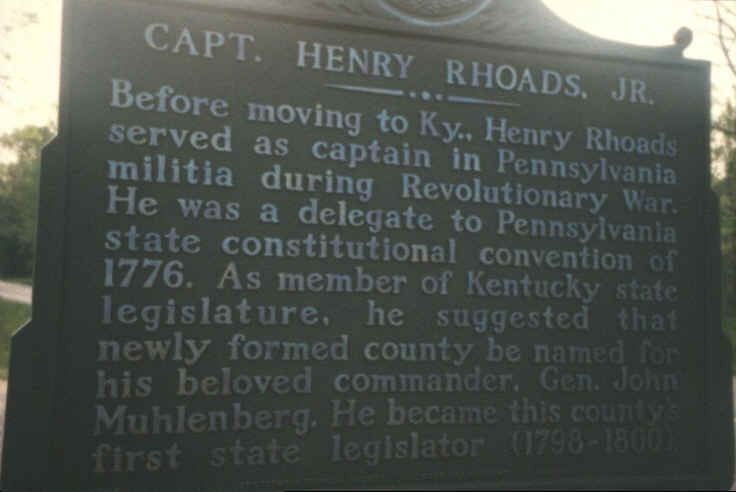 CAPT. HENRY RHOADS, JR.
Before moving to Ky., Henry Rhoads
served as captain in Pennsylvania
militia during Revolutionary War.
He was a delegate to Pennsylvania
state constitutional convention of
1776. As member of Kentucky state
legislature, he suggested that
newly formed county be named for
his beloved commander, Gen. John
Muhlenberg. He became this county's
first state legislator (1798-1800).